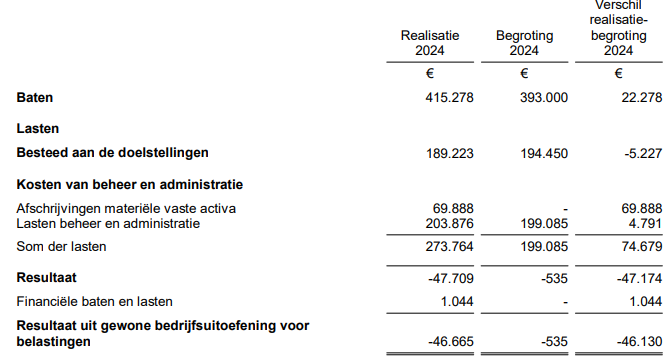 Verschil
realisatie-
Realisatie Begroting begroting
2024 2024 2024
€ € €
Baten 415.278 393.000 22.278
Lasten
Besteed aan de doelstellingen 189.223 194.450 -5.227
Kosten van beheer en administratie
Afschrijvingen materiële vaste activa 69.888 - 69.888
Lasten beheer en administratie 203.876 199.085 4.791
Som der lasten 273.764 199.085 74.679
Resultaat -47.709 -535 -47.174
Financiële baten en lasten 1.044 - 1.044
Resultaat uit gewone bedrijfsuitoefening voor
belastingen -46.665 -535 -46.130